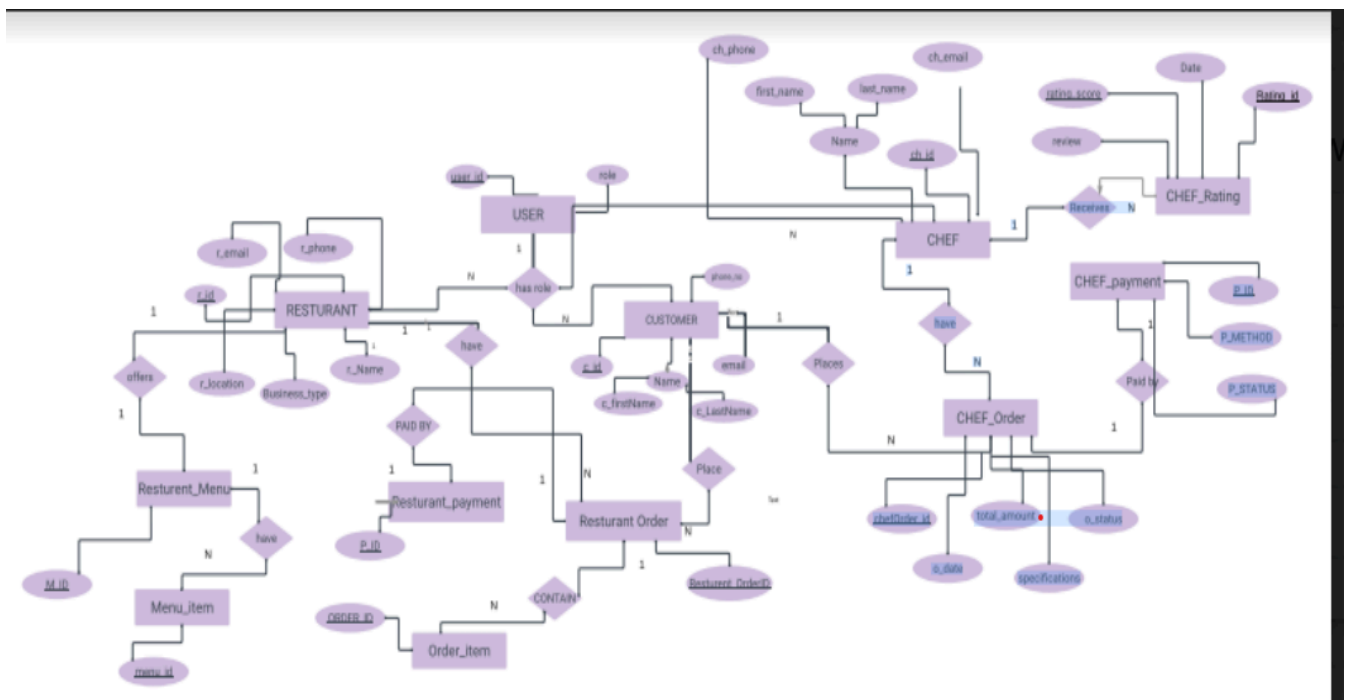 ch_phone
ch_email
Date
first_name
last_name
rating_score
Rating_id
Name
review
ch_id
user_id
role
CHEF_Rating
USER
Receives
N
1
N
CHEF
r_email
r_phone
1
1
CHEF_payment
N
has role
phone_no
P_ID
r_id
RESTURANT
CUSTOMER
N
1
1
1
have
1
P_METHOD
have
r_Name
offers
r_location
Business_type
c_id
Name
email
Places
N
Paid by
P_STATUS
c_firstName
c_LastName
1
PAID BY
CHEF_Order
1
N
1
1
Place
Resturent_Menu
1
N
Resturant_payment
Text
Resturant Order
N
chefOrder_id
total_amount
o_status
P_ID
have
N
1
M_ID
Resturent_OrderID
o_date
specifications
Menu_item
N
CONTAIN
ORDER_ID
Order_item
menu_id